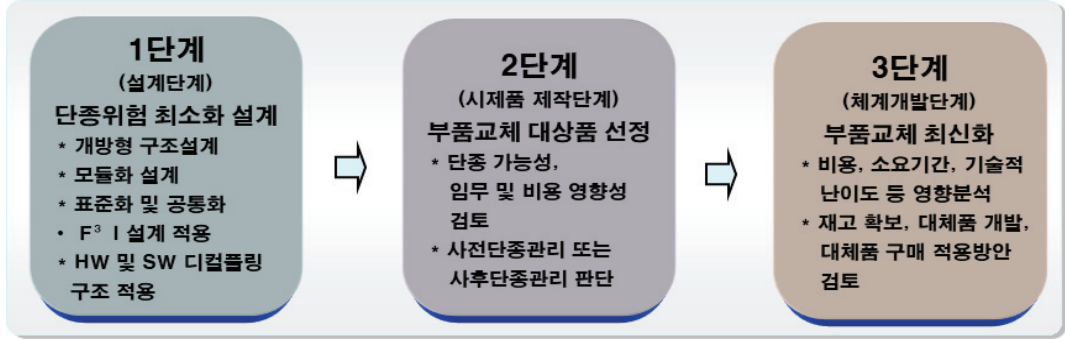 1단계
(설계단계)
단종위험 최소화 설계
* 개방형 구조설계
* 모듈화 설계
* 표준화 및 공통화
• F³ I 설계 적용
* HW 및 SW 디컬플링
구조 적용
2단계
(시제품 제작단계)
부품교체 대상품 선정
* 단종 가능성,
임무 및 비용 영향성
검토
* 사전단종관리 또는
사후단종관리 판단
3단계
(체계개발단계)
부품교체 최신화
* 비용, 소요기간, 기술적
난이도 등 영향분석
* 재고 확보, 대체품 개발,
대체품 구매 적용방안
검토